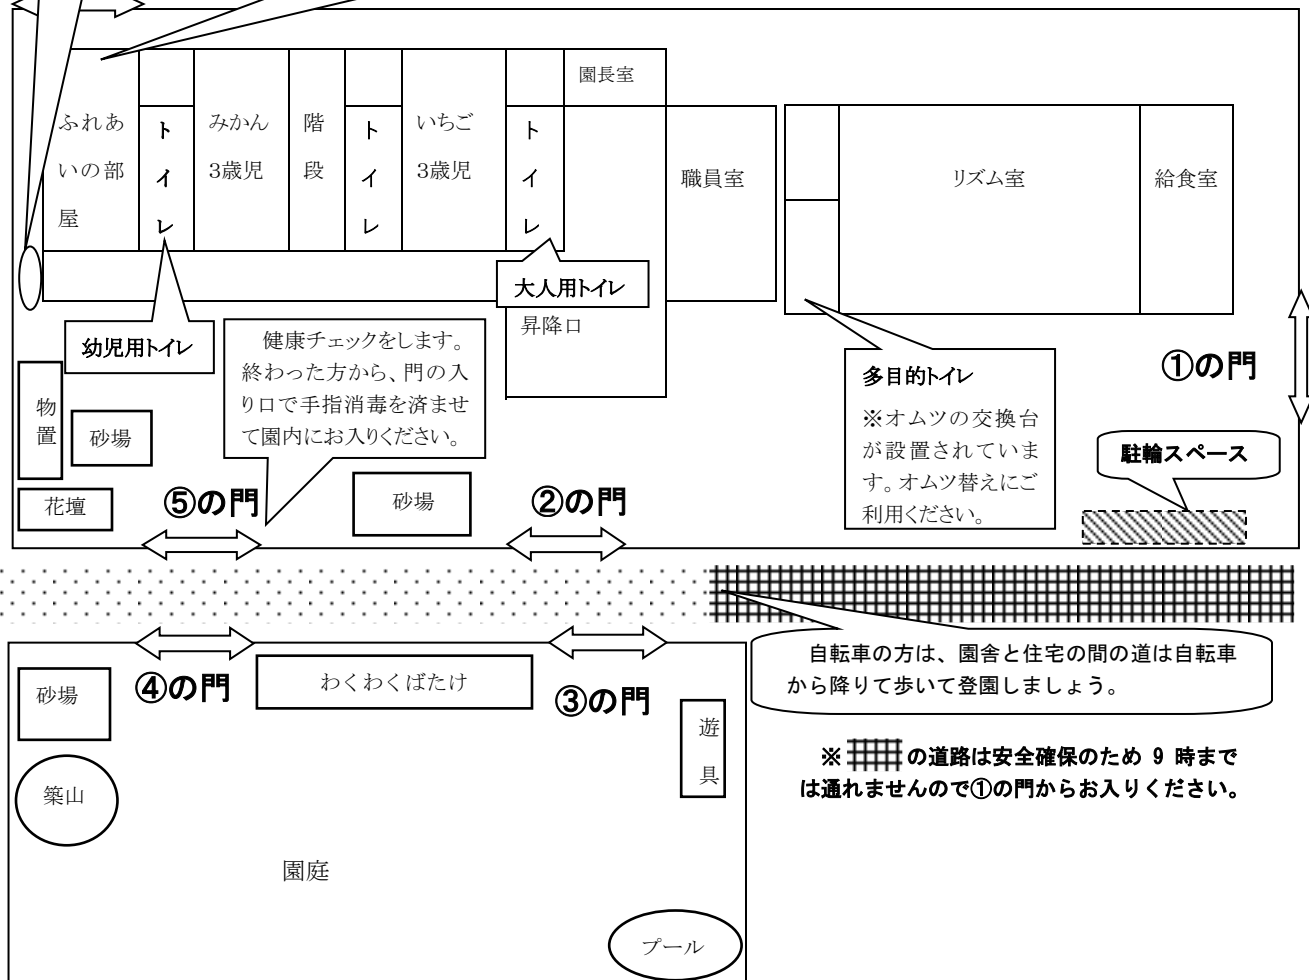 園長室
ふれあ
いの部
屋
トイレ
みかん
3歳児
階段
トイレ
いちご
3歳児
トイレ
職員室
リズム室
給食室
大人用トイレ
昇降口
幼児用トイレ
健康チェックをします。
終わった方から、門の入
り口で手指消毒を済ませ
て園内にお入りください。
多目的トイレ
※オムツの交換台
が設置されていま
す。オムツ替えにご
利用ください。
①の門
駐輪スペース
物置
砂場
花壇
⑤の門
砂場
②の門
自転車の方は、園舎と住宅の間の道は自転車
から降りて歩いて登園しましょう。
砂場
④の門
わくわくばたけ
③の門
遊具
※ の道路は安全確保のため 9 時まで
は通れませんので①の門からお入りください。
築山
園庭
プール